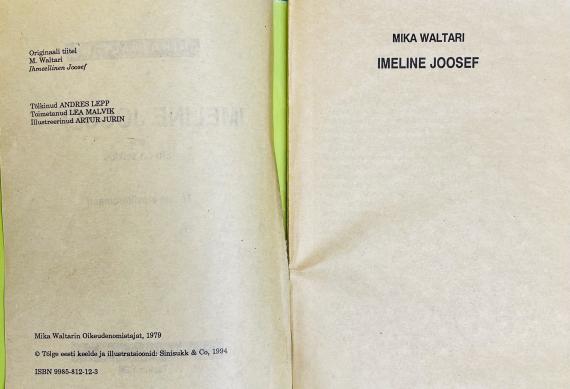 Originaali tiitel
M. Waltari
Ihmeellinen Joosef
Tõlkinud ANDRES LEPP
Toimetanud LEA MALVIK
Illustreerinud ARTUR JURIN
Mika Waltarin Oikeudenomistajat, 1979
© Tõlge eesti keelde ja illustratsioonid: Sinisukk & Co, 1994
ISBN 9985-812-12-3
MIKA WALTARI
IMELINE JOOSEF